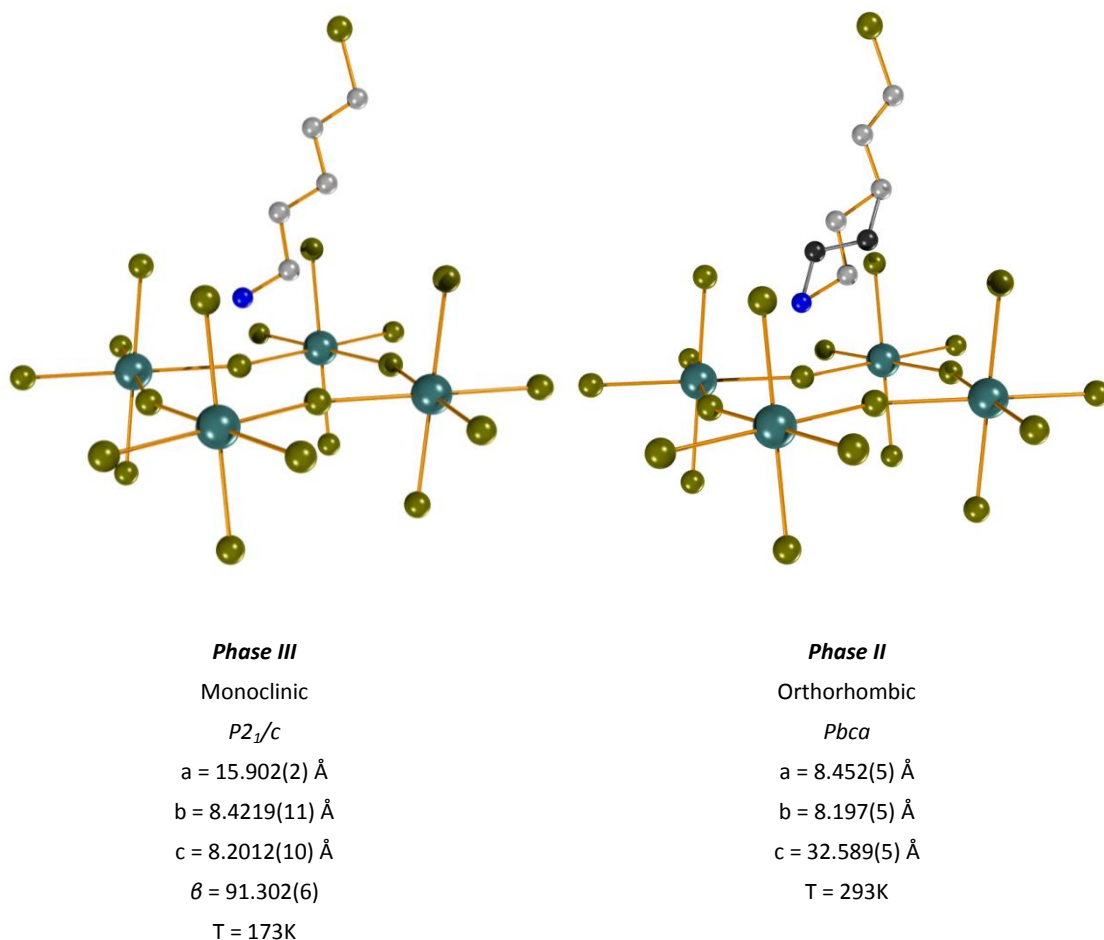 Phase III
Monoclinic
P2₁/c
a = 15.902(2) Å
b = 8.4219(11) Å
c = 8.2012(10) Å
β = 91.302(6)
T = 173K
Phase II
Orthorhombic
Pbca
a = 8.452(5) Å
b = 8.197(5) Å
c = 32.589(5) Å
T = 293K